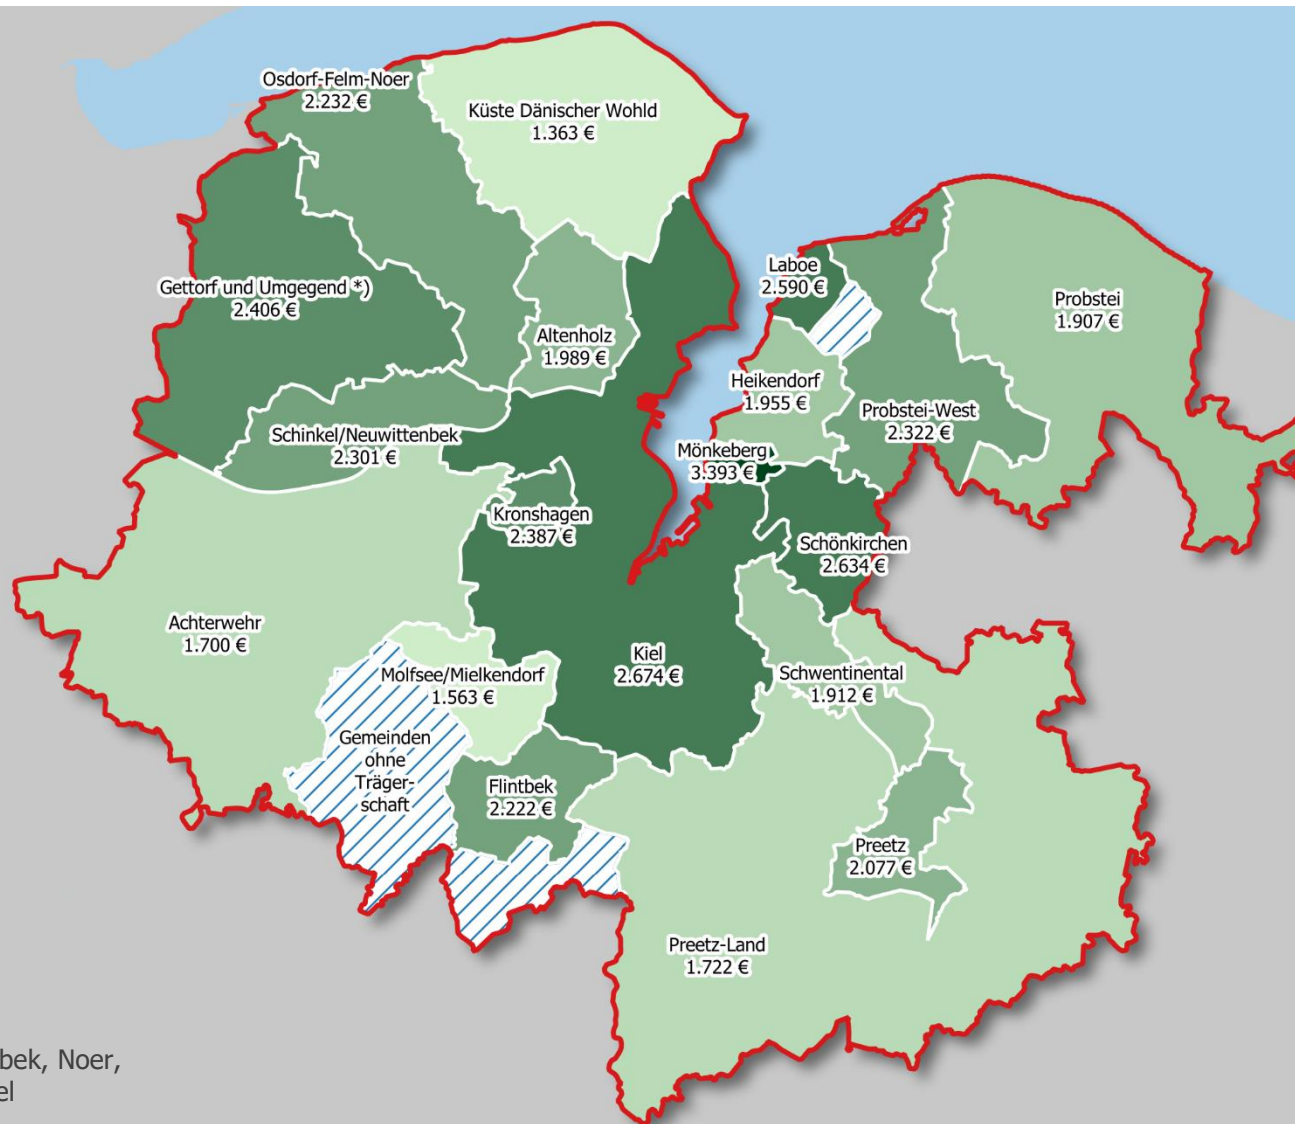 Osdorf-Felm-Noer
2.232 €
Küste Dänischer Wohld
1.363 €
Gettorf und Umgegend *)
2.406 €
Altenholz
1.989 €
Laboe
2.590 €
Probstei
1.907 €
Heikendorf
1.955 €
Probstei-West
2.322 €
Schinkel/Neuwittenbek
2.301 €
Mönkeberg
3.393 €
Kronshagen
2.387 €
Schönkirchen
2.634 €
Achterwehr
1.700 €
Kiel
2.674 €
Molfsee/Mielkendorf
1.563 €
Schwentinental
1.912 €
Gemeinden
ohne
Träger-
schaft
Flintbek
2.222 €
Preetz
2.077 €
Preetz-Land
1.722 €
bek, Noer,
el